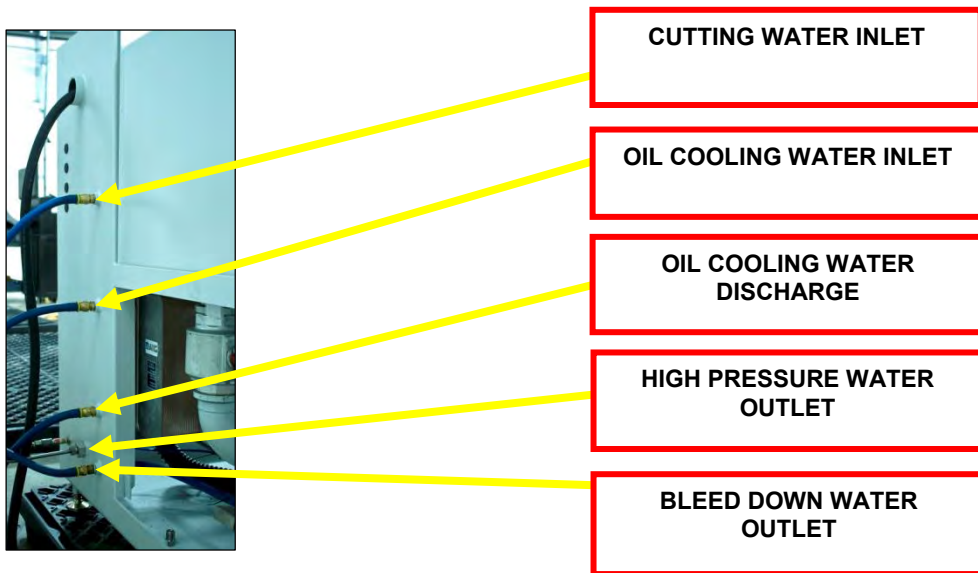 CUTTING WATER INLET
OIL COOLING WATER INLET
OIL COOLING WATER
DISCHARGE
HIGH PRESSURE WATER
OUTLET
BLEED DOWN WATER
OUTLET